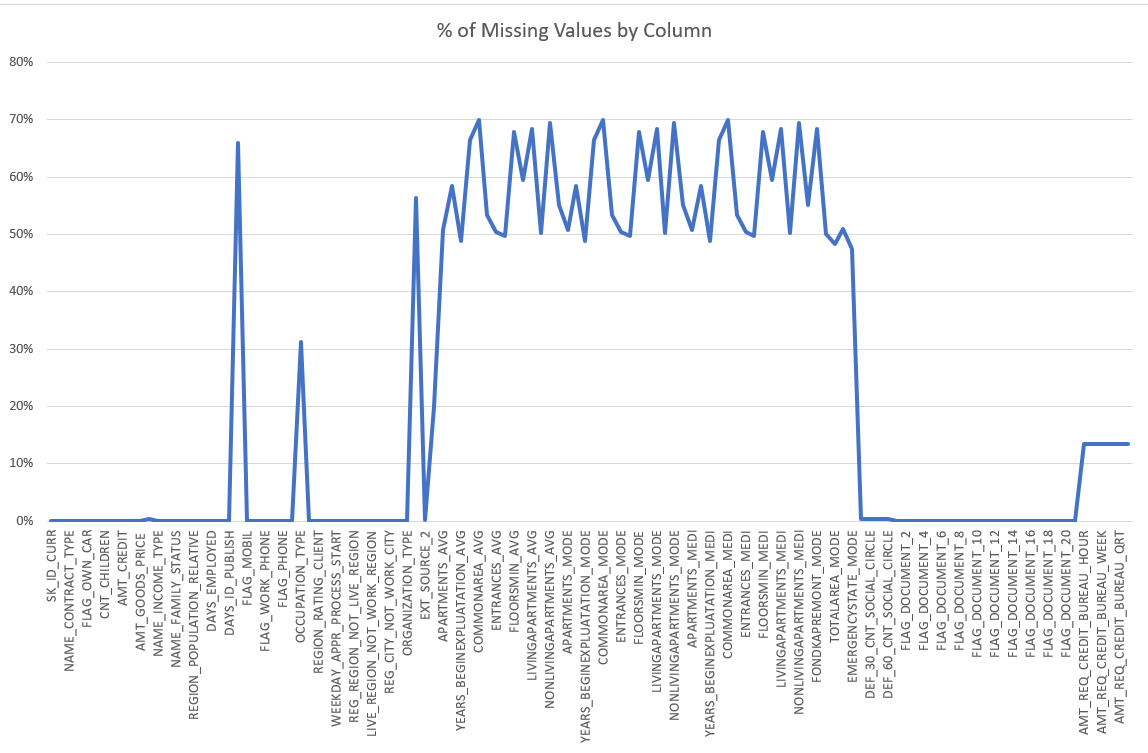 % of Missing Values by Column
80%
70%
60%
50%
40%
30%
20%
10%
0%
SK_ID_CURR
NAME_CONTRACT_TYPE
FLAG_OWN_CAR
CNT_CHILDREN
AMT_CREDIT
AMT_GOODS_PRICE
NAME_INCOME_TYPE
NAME_FAMILY_STATUS
REGION_POPULATION_RELATIVE
DAYS_EMPLOYED
DAYS_ID_PUBLISH
FLAG_MOBIL
FLAG_WORK_PHONE
FLAG_PHONE
OCCUPATION_TYPE
REGION_RATING_CLIENT
WEEKDAY_APPR_PROCESS_START
REG_REGION_NOT_LIVE_REGION
LIVE_REGION_NOT_WORK_REGION
REG_CITY_NOT_WORK_CITY
ORGANIZATION_TYPE
EXT_SOURCE_2
APARTMENTS_AVG
YEARS_BEGINEXPLUATATION_AVG
COMMONAREA_AVG
ENTRANCES_AVG
FLOORSMIN_AVG
LIVINGAPARTMENTS_AVG
NONLIVINGAPARTMENTS_AVG
APARTMENTS_MODE
YEARS_BEGINEXPLUATATION_MODE
COMMONAREA_MODE
ENTRANCES_MODE
FLOORSMIN_MODE
LIVINGAPARTMENTS_MODE
NONLIVINGAPARTMENTS_MODE
APARTMENTS_MEDI
YEARS_BEGINEXPLUATATION_MEDI
COMMONAREA_MEDI
ENTRANCES_MEDI
FLOORSMIN_MEDI
LIVINGAPARTMENTS_MEDI
NONLIVINGAPARTMENTS_MEDI
FONDKAPREMONT_MODE
TOTALAREA_MODE
EMERGENCYSTATE_MODE
DEF_30_CNT_SOCIAL_CIRCLE
DEF_60_CNT_SOCIAL_CIRCLE
FLAG_DOCUMENT_2
FLAG_DOCUMENT_4
FLAG_DOCUMENT_6
FLAG_DOCUMENT_8
FLAG_DOCUMENT_10
FLAG_DOCUMENT_12
FLAG_DOCUMENT_14
FLAG_DOCUMENT_16
FLAG_DOCUMENT_18
FLAG_DOCUMENT_20
AMT_REQ_CREDIT_BUREAU_HOUR
AMT_REQ_CREDIT_BUREAU_WEEK
AMT_REQ_CREDIT_BUREAU_QRT